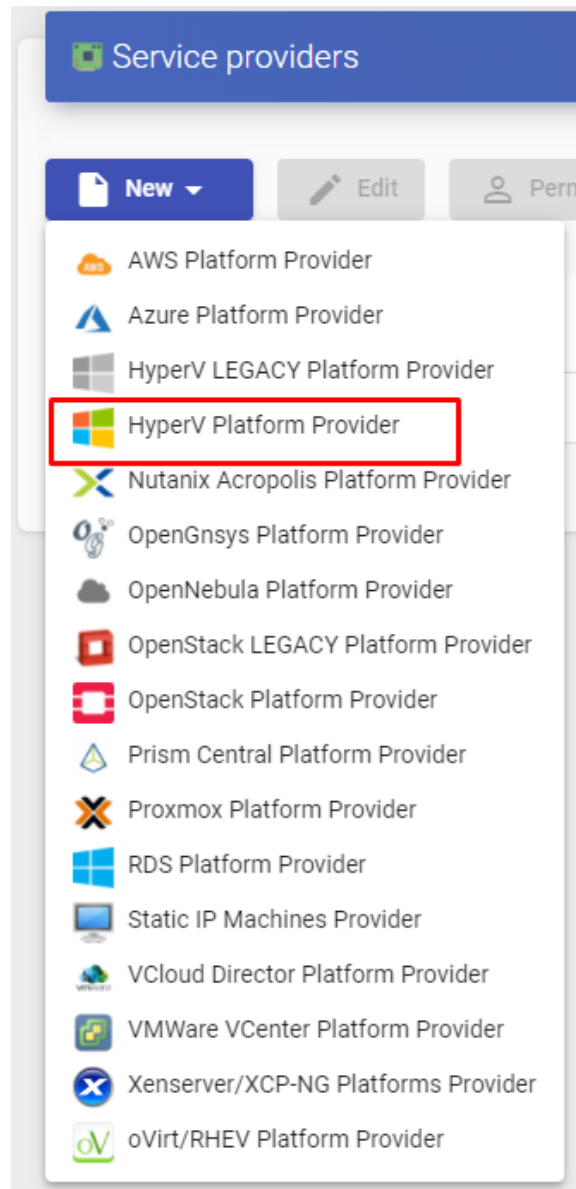 Service providers
New
Edit
AWS Platform Provider
Azure Platform Provider
HyperV LEGACY Platform Provider
HyperV Platform Provider
Nutanix Acropolis Platform Provider
OpenGnsys Platform Provider
OpenNebula Platform Provider
OpenStack LEGACY Platform Provider
OpenStack Platform Provider
Prism Central Platform Provider
Proxmox Platform Provider
RDS Platform Provider
Static IP Machines Provider
VCloud Director Platform Provider
VMWare VCenter Platform Provider
Xenserver/XCP-NG Platforms Provider
oVirt/RHEV Platform Provider